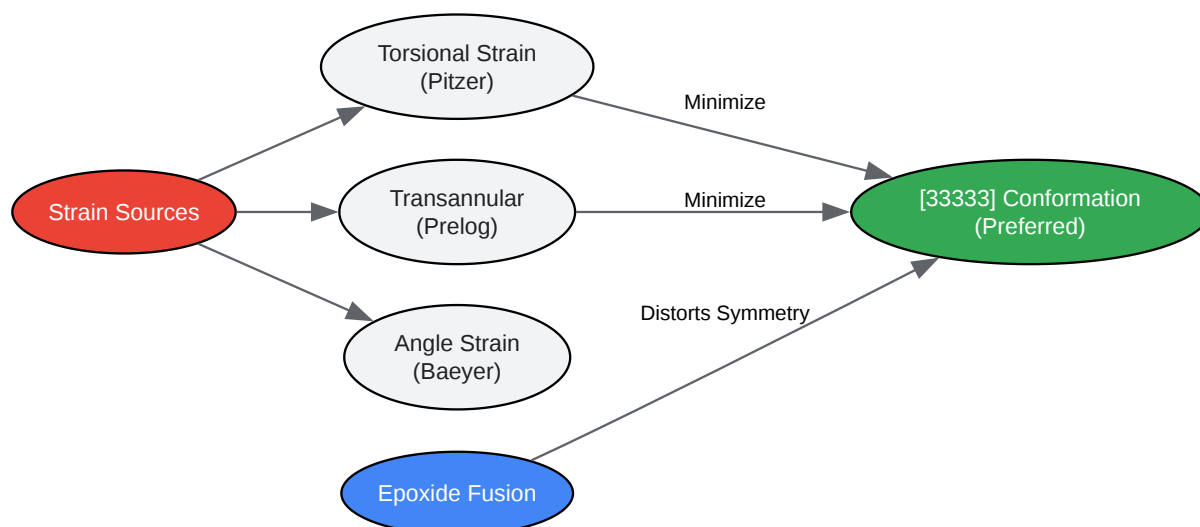 Torsional Strain
(Pitzer)
Minimize
Strain Sources
Transannular
(Prelog)
Minimize
[33333] Conformation
(Preferred)
Distorts Symmetry
Angle Strain
(Baeyer)
Epoxide Fusion